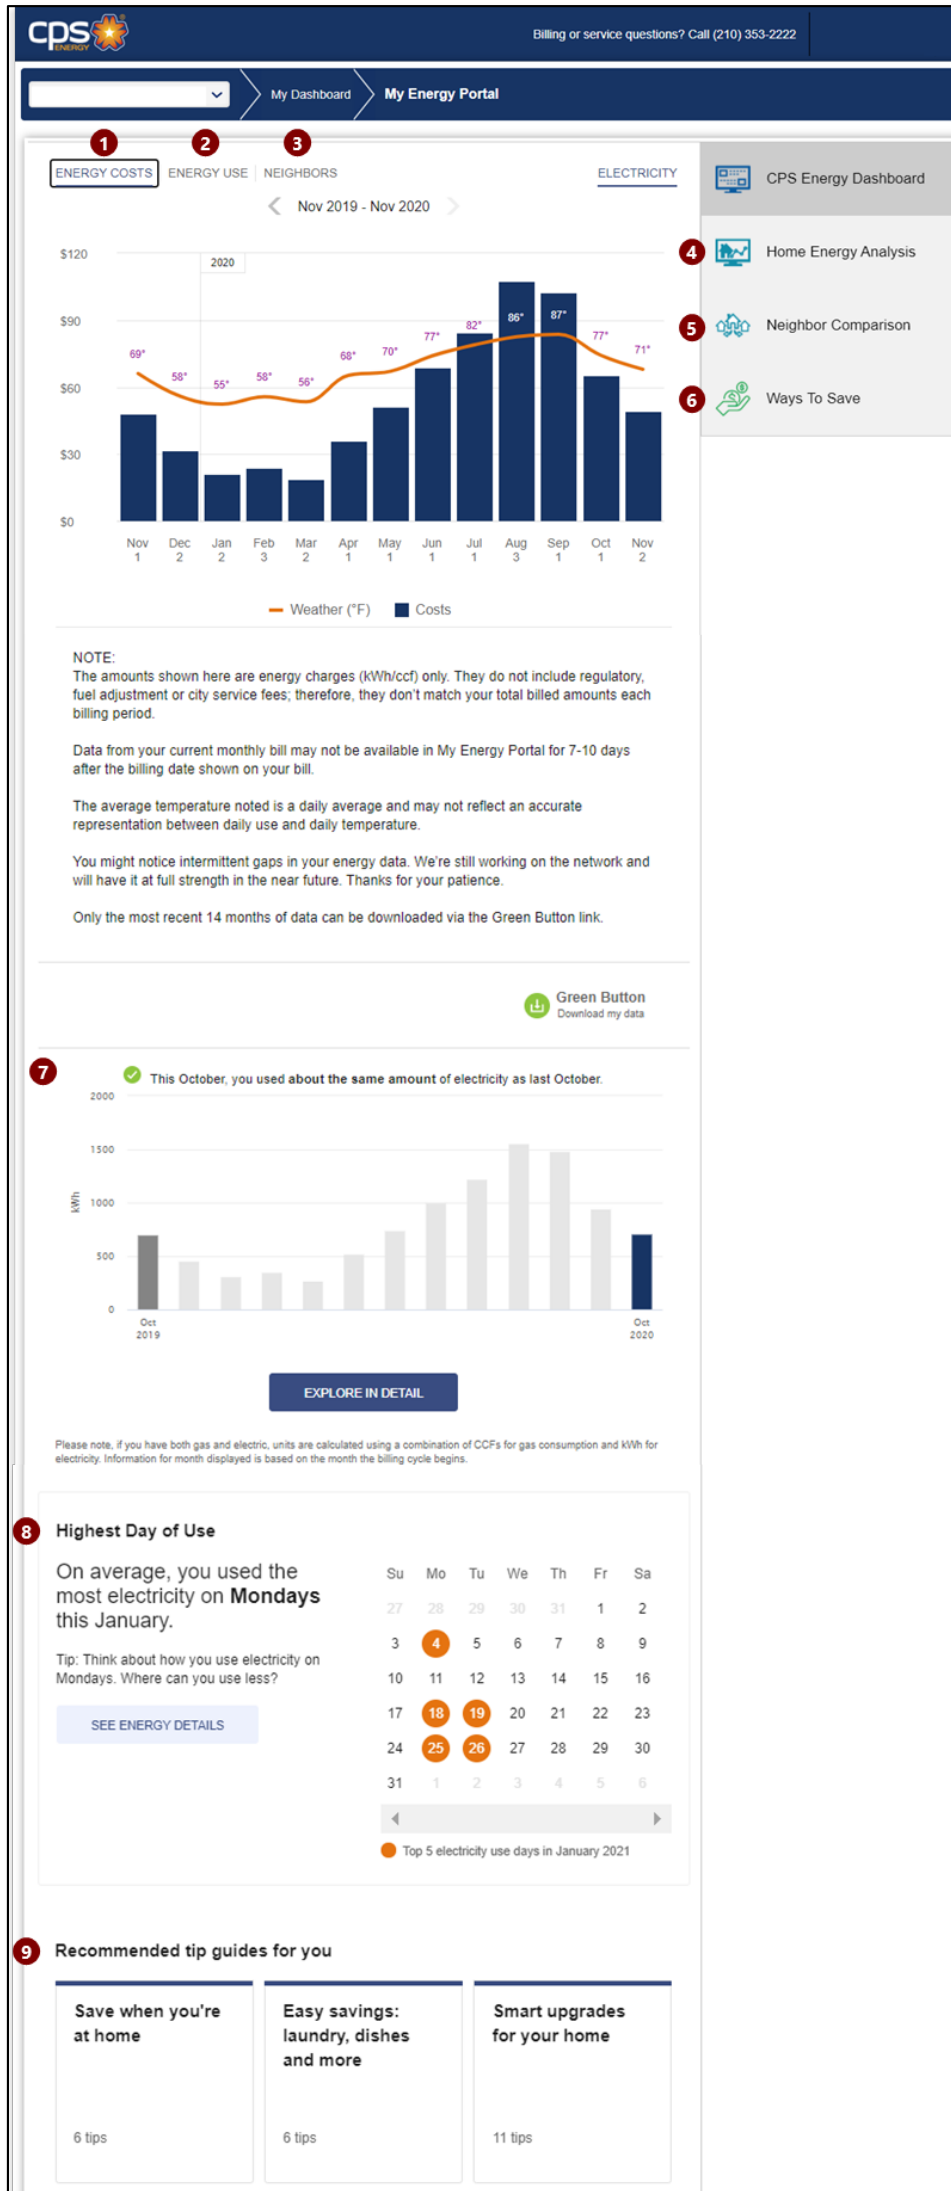 cps
ENERGY
Billing or service questions? Call (210) 353-2222
My Dashboard
My Energy Portal
1
2
3
ENERGY COSTS
ENERGY USE
NEIGHBORS
ELECTRICITY
Nov 2019 - Nov 2020
CPS Energy Dashboard
4
Home Energy Analysis
5
Neighbor Comparison
6
Ways To Save
$120
$90
$60
$30
$0
2020
69°
58°
55°
58°
56°
68°
70°
77°
82°
86°
87°
77°
71°
Nov Dec Jan Feb Mar Apr May Jun Jul Aug Sep Oct Nov
1 2 2 3 2 1 1 1 1 3 1 1 2
Weather (°F)
Costs
NOTE:
The amounts shown here are energy charges (kWh/ccf) only. They do not include regulatory,
fuel adjustment or city service fees; therefore, they don't match your total billed amounts each
billing period.
Data from your current monthly bill may not be available in My Energy Portal for 7-10 days
after the billing date shown on your bill.
The average temperature noted is a daily average and may not reflect an accurate
representation between daily use and daily temperature.
You might notice intermittent gaps in your energy data. We're still working on the network and
will have it at full strength in the near future. Thanks for your patience.
Only the most recent 14 months of data can be downloaded via the Green Button link.
Green Button
Download my data
7
This October, you used about the same amount of electricity as last October.
2000
1500
1000
500
0
kWh
Oct
2019
Oct
2020
EXPLORE IN DETAIL
Please note, if you have both gas and electric, units are calculated using a combination of CCFs for gas consumption and kWh for
electricity. Information for month displayed is based on the month the billing cycle begins.
8
Highest Day of Use
On average, you used the
most electricity on Mondays
this January.
Tip: Think about how you use electricity on
Mondays. Where can you use less?
SEE ENERGY DETAILS
Su Mo Tu We Th Fr Sa
27 28 29 30 31 1 2
3 4 5 6 7 8 9
10 11 12 13 14 15 16
17 18 19 20 21 22 23
24 25 26 27 28 29 30
31 1 2 3 4 5 6
Top 5 electricity use days in January 2021
9
Recommended tip guides for you
Save when you're
at home
6 tips
Easy savings:
laundry, dishes
and more
6 tips
Smart upgrades
for your home
11 tips